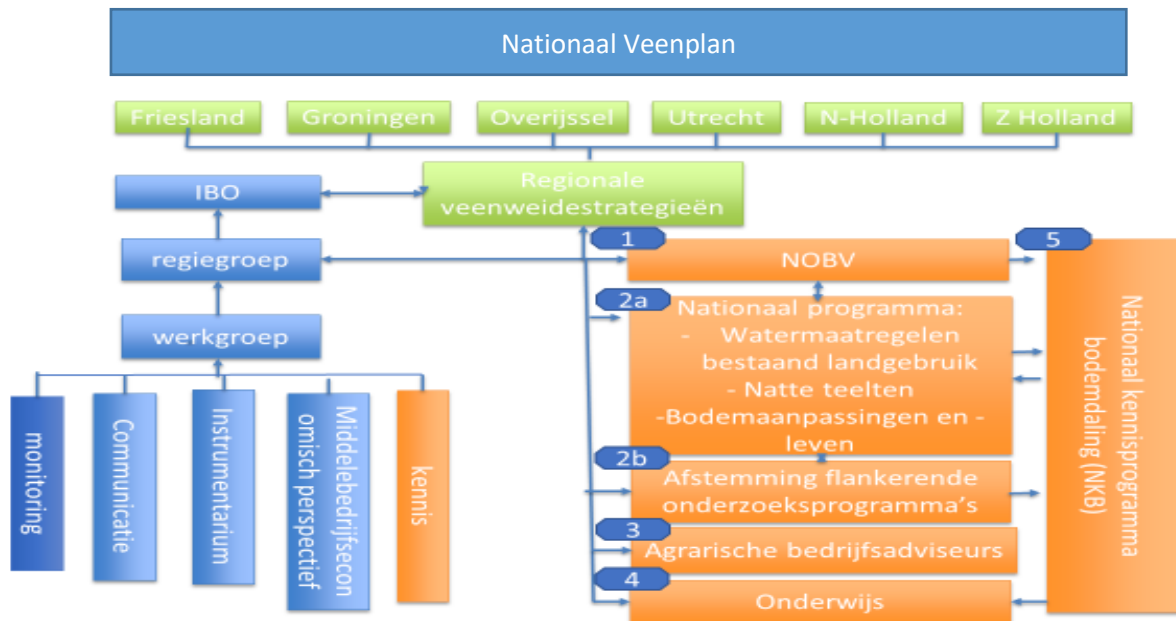 Nationaal Veenplan
Friesland
Groningen
Overijssel
Utrecht
N-Holland
Z Holland
IBO
Regionale
veenweidestrategieën
regiegroep
1
NOBV
5
werkgroep
2a
Nationaal programma:
- Watermaatregelen
bestaand landgebruik
- Natte teelten
-Bodemaanpassingen en -
leven
Nationaal kennisprogramma
bodemdaling (NKB)
monitoring
Communicatie
Instrumentarium
Middelebedrijfsecon
omisch perspectief
kennis
2b
Afstemming flankerende
onderzoeksprogramma’s
3
Agrarische bedrijfsadviseurs
4
Onderwijs